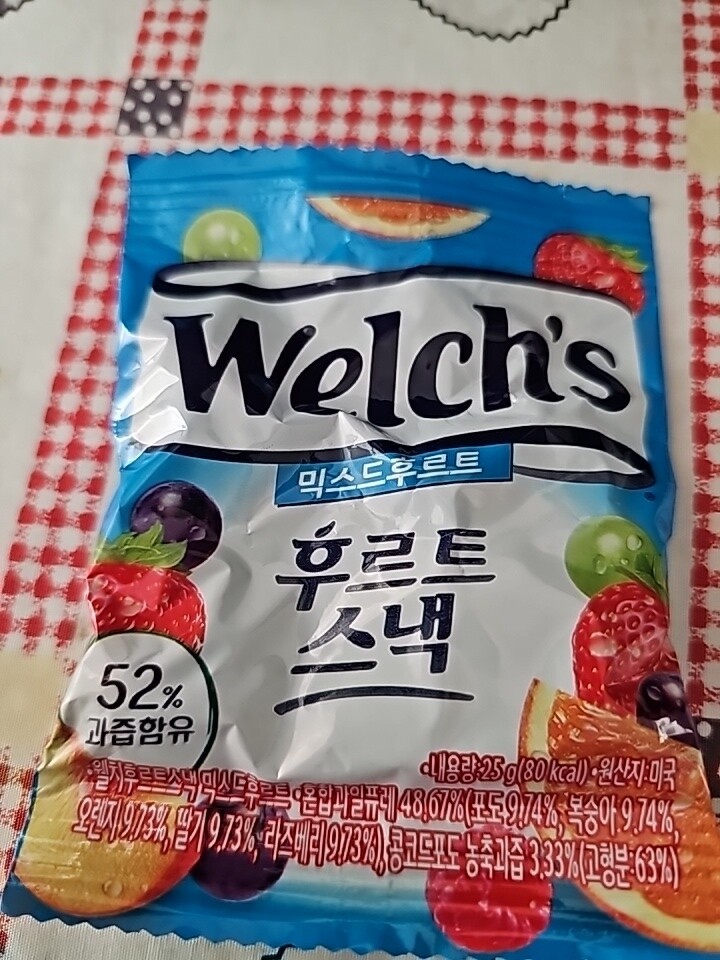 Welch's
믹스드후르트
후르트
스낵
52%
과즙함유
•내용량:25 g(80 kcal) •원산지:미국
•웰치후르트스낵 믹스드후르트 •혼합과일퓨레 48.67%(포도 9.74%, 복숭아 9.74%,
오렌지 9.73%, 딸기 9.73%, 라즈베리 9.73%), 콩코드포도 농축과즙 3.33%(고형분:63%)